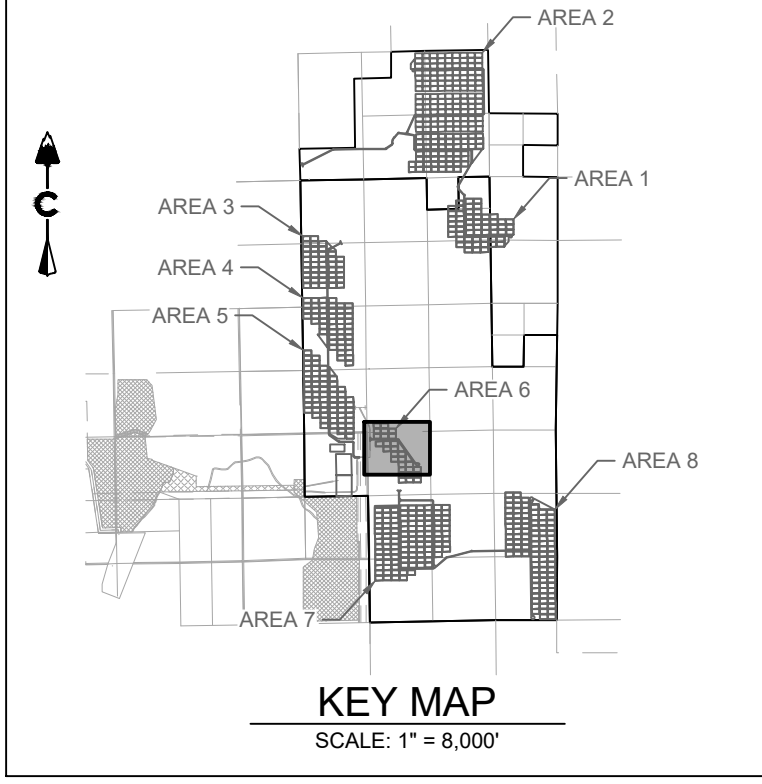 AREA 2
AREA 1
AREA 3
AREA 4
AREA 5
AREA 6
AREA 8
AREA 7
KEY MAP
SCALE: 1" = 8,000'